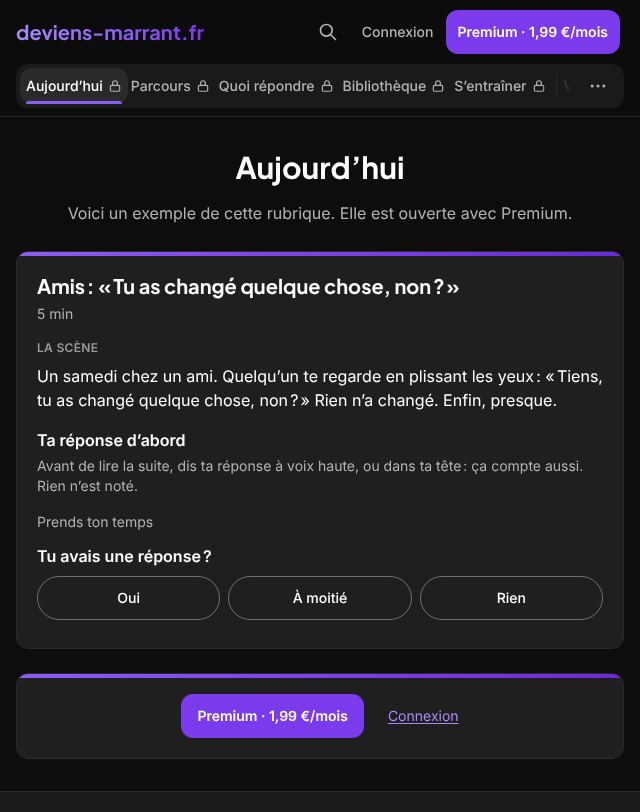 deviens-marrant.fr
Connexion
Premium · 1,99 €/mois
Aujourd’hui
Parcours
Quoi répondre
Bibliothèque
S’entraîner
Aujourd’hui
Voici un exemple de cette rubrique. Elle est ouverte avec Premium.
Amis : « Tu as changé quelque chose, non ? »
5 min
LA SCÈNE
Un samedi chez un ami. Quelqu’un te regarde en plissant les yeux : « Tiens,
tu as changé quelque chose, non ? » Rien n’a changé. Enfin, presque.
Ta réponse d’abord
Avant de lire la suite, dis ta réponse à voix haute, ou dans ta tête : ça compte aussi.
Rien n’est noté.
Prends ton temps
Tu avais une réponse ?
Oui
À moitié
Rien
Premium · 1,99 €/mois
Connexion